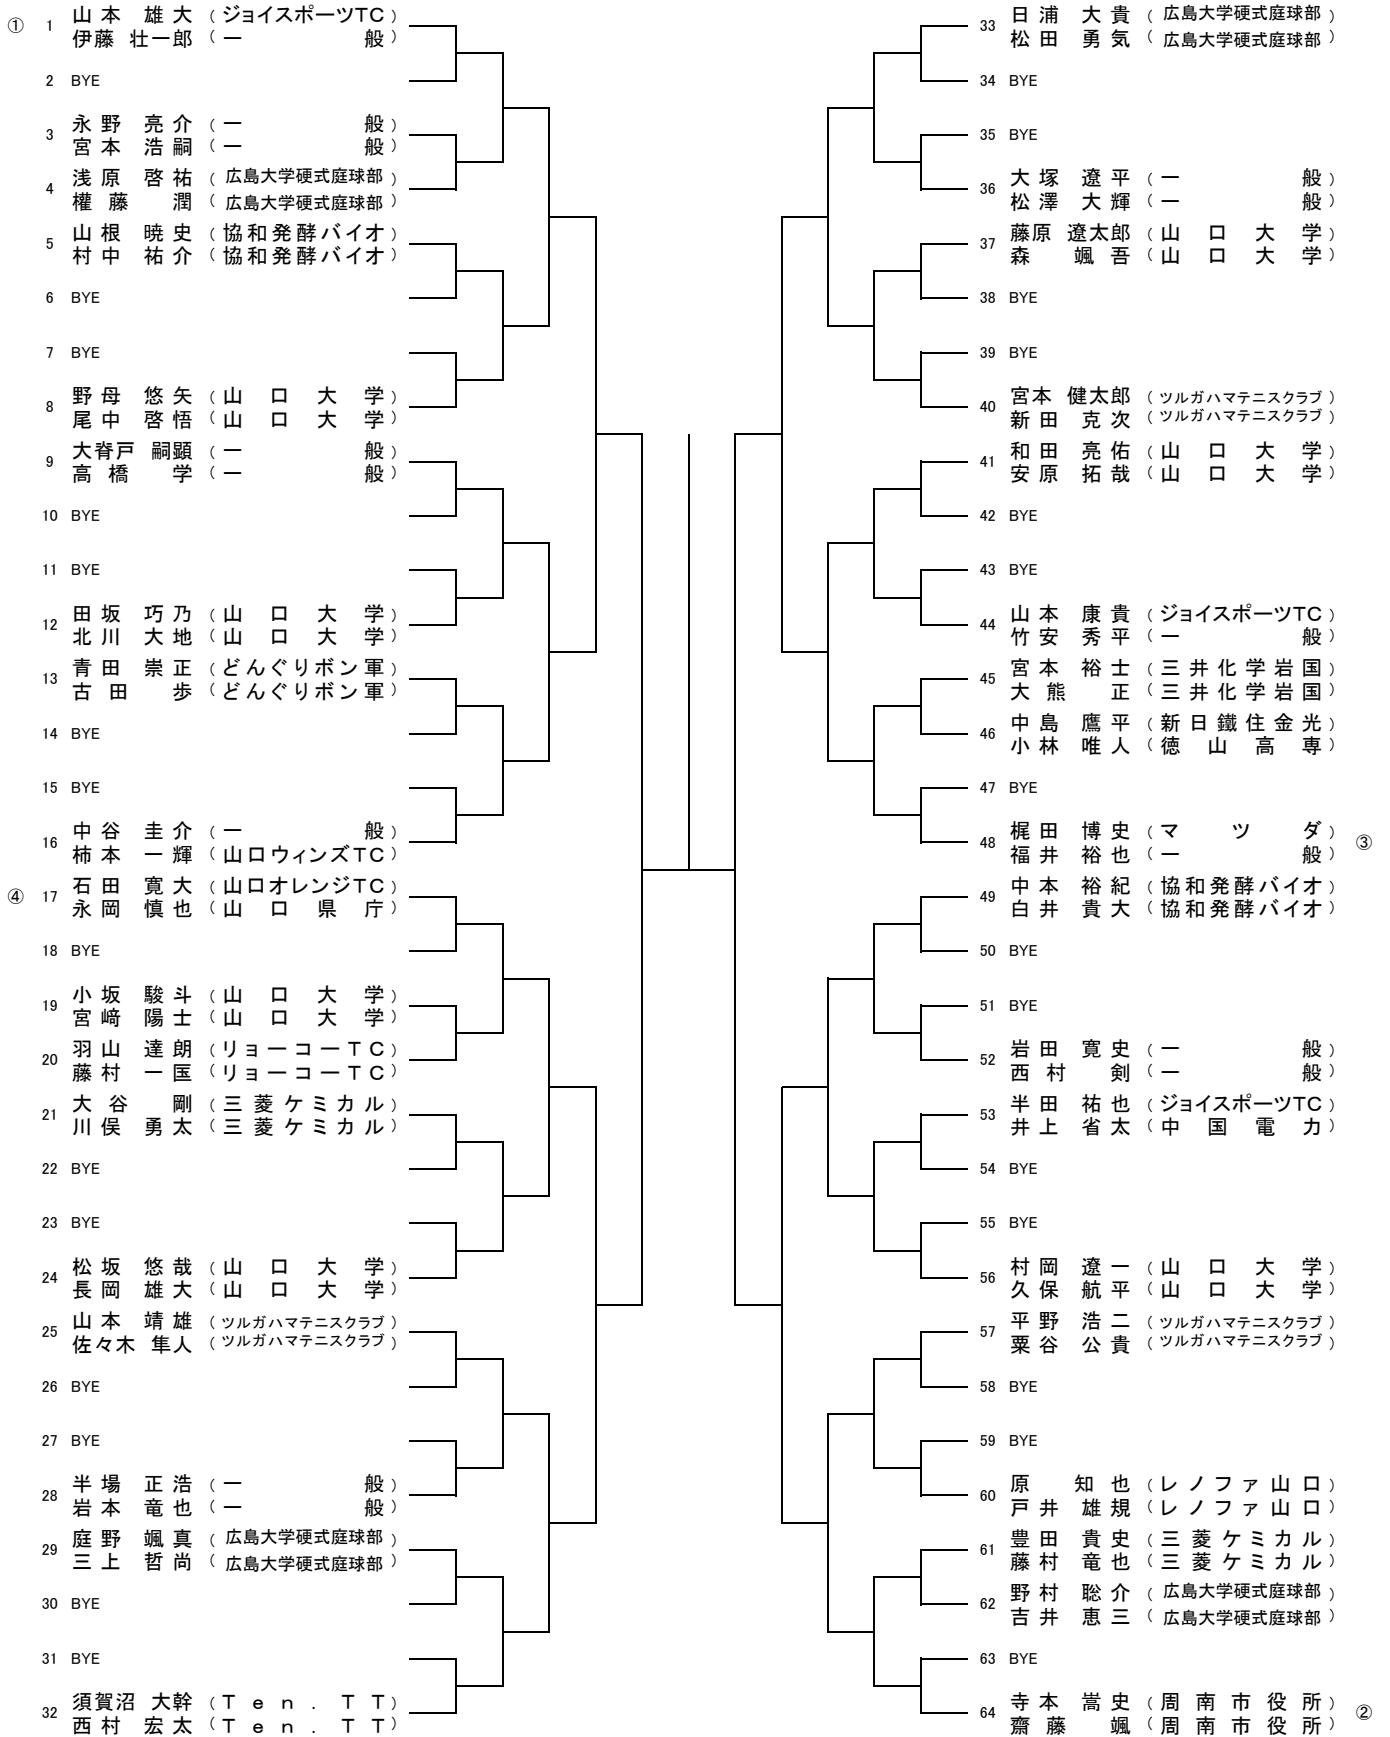 ① 1 山本 雄大 (ジョイスポーツTC)
伊藤 壮一郎 (一 般)
2 BYE
3 永野 亮介 (一 般)
宮本 浩嗣 (一 般)
4 浅原 啓祐 (広島大学硬式庭球部)
權藤 潤 (広島大学硬式庭球部)
5 山根 暁史 (協和発酵バイオ)
村中 祐介 (協和発酵バイオ)
6 BYE
7 BYE
8 野母 悠矢 (山口大学)
尾中 啓悟 (山口大学)
9 大脊戸 嗣顕 (一 般)
高橋 学 (一 般)
10 BYE
11 BYE
12 田坂 巧乃 (山口大学)
北川 大地 (山口大学)
13 青田 崇正 (どんぐりボン軍)
古田 歩 (どんぐりボン軍)
14 BYE
15 BYE
16 中谷 圭介 (一 般)
柿本 一輝 (山口ウィンズTC)
④ 17 石田 寛大 (山口オレンジTC)
永岡 慎也 (山口県庁)
18 BYE
19 小坂 駿斗 (山口大学)
宮﨑 陽士 (山口大学)
20 羽山 達朗 (リョーコーTC)
藤村 一匡 (リョーコーTC)
21 大谷 剛 (三菱ケミカル)
川俣 勇太 (三菱ケミカル)
22 BYE
23 BYE
24 松坂 悠哉 (山口大学)
長岡 雄大 (山口大学)
25 山本 靖雄 (ツルガハマテニスクラブ)
佐々木 隼人 (ツルガハマテニスクラブ)
26 BYE
27 BYE
28 半場 正浩 (一 般)
岩本 竜也 (一 般)
29 庭野 颯真 (広島大学硬式庭球部)
三上 哲尚 (広島大学硬式庭球部)
30 BYE
31 BYE
32 須賀沼 大幹 (Ten.TT)
西村 宏太 (Ten.TT)
33 日浦 大貴 (広島大学硬式庭球部)
松田 勇気 (広島大学硬式庭球部)
34 BYE
35 BYE
36 大塚 遼平 (一 般)
松澤 大輝 (一 般)
37 藤原 遼太郎 (山口大学)
森 颯吾 (山口大学)
38 BYE
39 BYE
40 宮本 健太郎 (ツルガハマテニスクラブ)
新田 克次 (ツルガハマテニスクラブ)
41 和田 亮佑 (山口大学)
安原 拓哉 (山口大学)
42 BYE
43 BYE
44 山本 康貴 (ジョイスポーツTC)
竹安 秀平 (一 般)
45 宮本 裕士 (三井化学岩国)
大熊 正 (三井化学岩国)
46 中島 鷹平 (新日鐵住金光)
小林 唯人 (徳山高専)
47 BYE
48 梶田 博史 (マツダ) ③
福井 裕也 (一 般)
49 中本 裕紀 (協和発酵バイオ)
白井 貴大 (協和発酵バイオ)
50 BYE
51 BYE
52 岩田 寛史 (一 般)
西村 剣 (一 般)
53 半田 祐也 (ジョイスポーツTC)
井上 省太 (中国電力)
54 BYE
55 BYE
56 村岡 遼一 (山口大学)
久保 航平 (山口大学)
57 平野 浩二 (ツルガハマテニスクラブ)
粟谷 公貴 (ツルガハマテニスクラブ)
58 BYE
59 BYE
60 原 知也 (レノファ山口)
戸井 雄規 (レノファ山口)
61 豊田 貴史 (三菱ケミカル)
藤村 竜也 (三菱ケミカル)
62 野村 聡介 (広島大学硬式庭球部)
吉井 恵三 (広島大学硬式庭球部)
63 BYE
64 寺本 嵩史 (周南市役所) ②
齋藤 颯 (周南市役所)